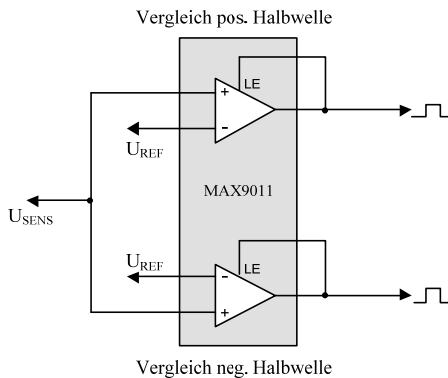 Vergleich pos. Halbwelle
LE
+
-
U_REF
MAX9011
U_SENS
U_REF
LE
-
+
Vergleich neg. Halbwelle